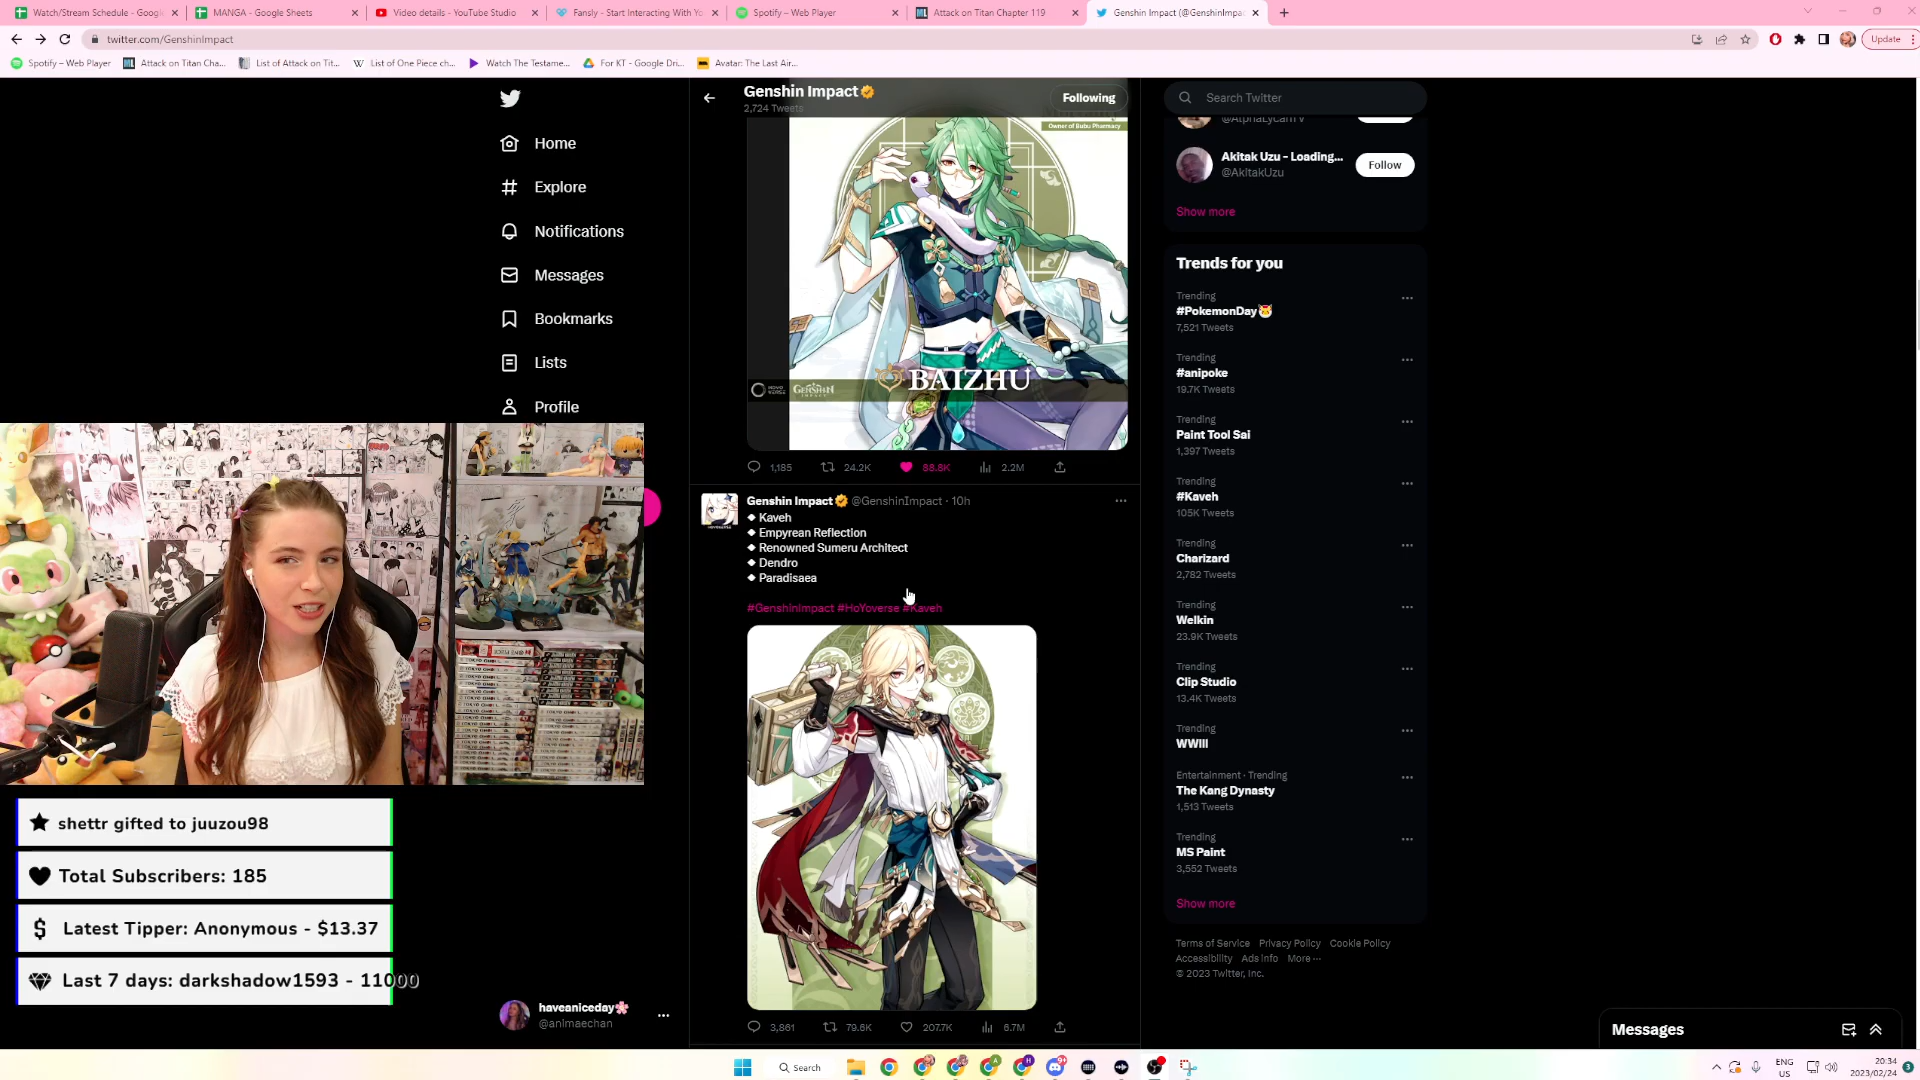 Watch/Stream Schedule - Googl
MANGA - Google Sheets
Video details - YouTube Studio
Fansly - Start Interacting With Yo
Spotify – Web Player
Attack on Titan Chapter 119
Genshin Impact (@GenshinImpa
twitter.com/GenshinImpact
Update
Spotify – Web Player
Attack on Titan Cha...
List of Attack on Tit...
List of One Piece ch...
Watch The Testame...
For KT - Google Dri...
Avatar: The Last Air...
Home
Explore
Notifications
Messages
Bookmarks
Lists
Profile
Genshin Impact
2,724 Tweets
Following
Owner of Bubu Pharmacy
GENSHIN
IMPACT
BAIZHU
1,185
24.2K
88.8K
2.2M
Genshin Impact @GenshinImpact · 10h
◆ Kaveh
◆ Empyrean Reflection
◆ Renowned Sumeru Architect
◆ Dendro
◆ Paradisaea
#GenshinImpact #HoYoverse #Kaveh
3,861
79.6K
207.7K
6.7M
Search Twitter
@AlphaLycanTV
Akitak Uzu - Loading...
@AkitakUzu
Follow
Show more
Trends for you
Trending
#PokemonDay
7,521 Tweets
Trending
#anipoke
19.7K Tweets
Trending
Paint Tool Sai
1,397 Tweets
Trending
#Kaveh
105K Tweets
Trending
Charizard
2,782 Tweets
Trending
Welkin
23.9K Tweets
Trending
Clip Studio
13.4K Tweets
Trending
WWIII
Entertainment · Trending
The Kang Dynasty
1,513 Tweets
Trending
MS Paint
3,552 Tweets
Show more
Terms of Service Privacy Policy Cookie Policy
Accessibility Ads info More ···
© 2023 Twitter, Inc.
Messages
shettr gifted to juuzou98
Total Subscribers: 185
Latest Tipper: Anonymous - $13.37
Last 7 days: darkshadow1593 - 11000
haveaniceday
@animaechan
Search
9+
ENG
US
20:34
2023/02/24
3